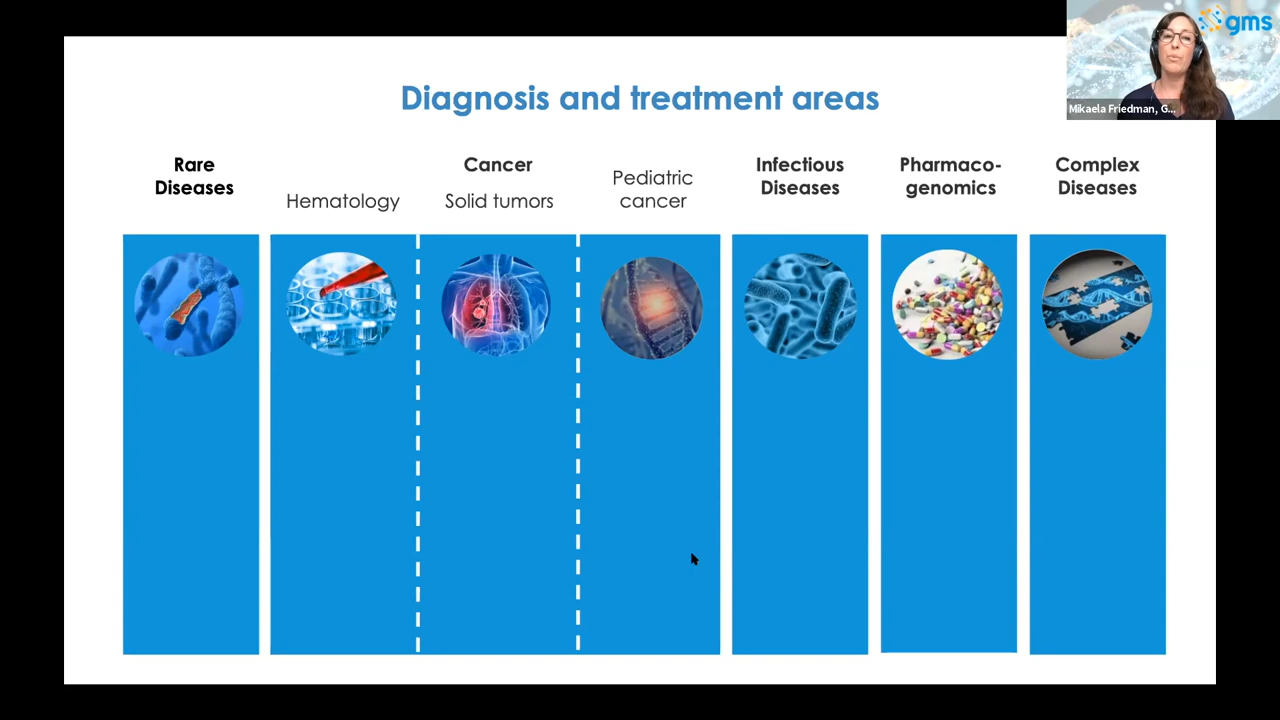 gms
Mikaela Friedman, G...
Diagnosis and treatment areas
Rare
Diseases
Cancer
Hematology
Solid tumors
Pediatric
cancer
Infectious
Diseases
Pharmaco-
genomics
Complex
Diseases